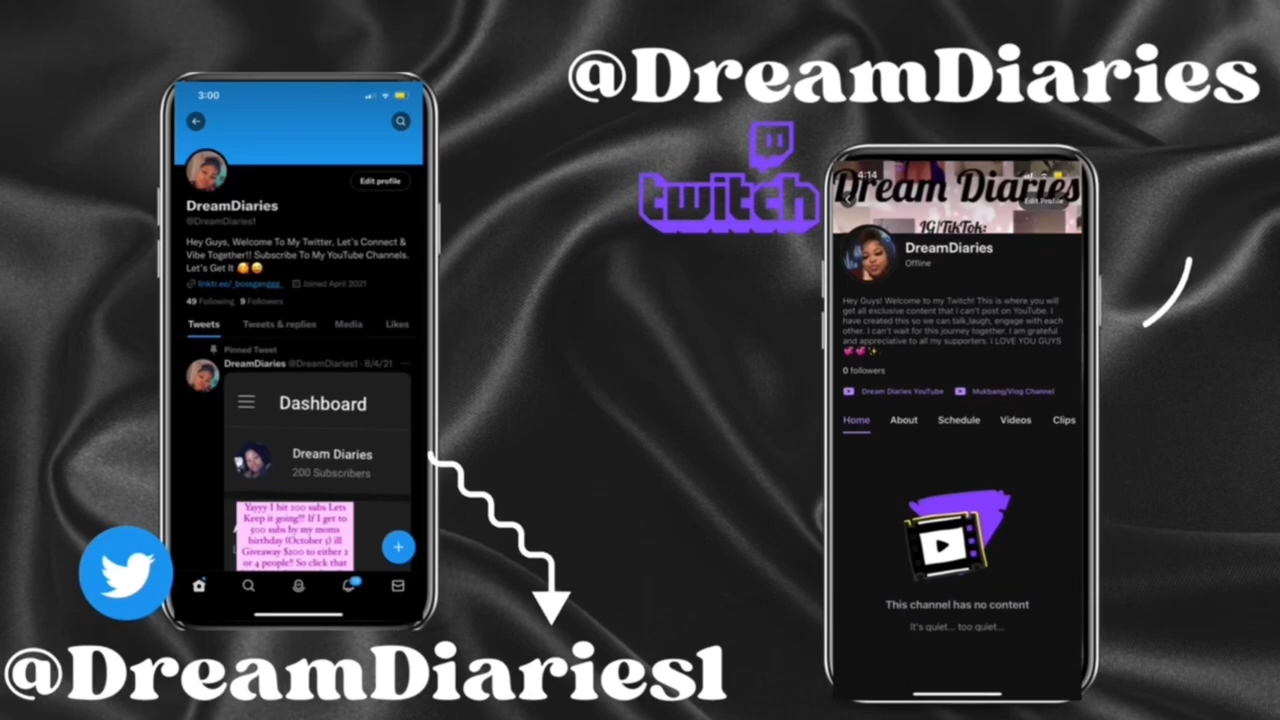 @DreamDiaries
3:00
Edit profile
DreamDiaries
@DreamDiaries1
Hey Guys, Welcome To My Twitter, Let's Connect &
Vibe Together!! Subscribe To My YouTube Channels.
Let's Get It 🥰😜
linktr.ee/_bossganggg_ Joined April 2021
49 Following 9 Followers
Tweets Tweets & replies Media Likes
Pinned Tweet
DreamDiaries @DreamDiaries1 · 8/4/21
Dashboard
Dream Diaries
200 Subscribers
Yayyy I hit 200 subs Lets
Keep it going!!! If I get to
500 subs by my moms
birthday (October 5) ill
Giveaway $200 to either 2
or 4 people!! So click that
@DreamDiaries1
twitch
4:14
Dream Diaries
Edit Profile
IG/TikTok:
DreamDiaries
Offline
Hey Guys! Welcome to my Twitch! This is where you will
get all exclusive content that I can't post on YouTube. I
have created this so we can talk,laugh, engage with each
other. I can't wait for this journey together. I am grateful
and appreciative to all my supporters. I LOVE YOU GUYS
💞💞✨.
0 followers
Dream Diaries YouTube Mukbang/Vlog Channel
Home About Schedule Videos Clips
This channel has no content
It's quiet... too quiet...